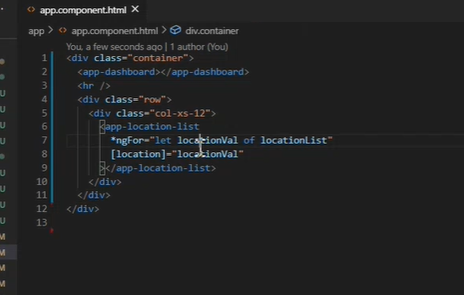 app.component.html ×
app > app.component.html > div.container
You, a few seconds ago | 1 author (You)
1 <div class="container">
2 <app-dashboard></app-dashboard>
3 <hr />
4 <div class="row">
5 <div class="col-xs-12">
6 <app-location-list
7 *ngFor="let locationVal of locationList"
8 [location]="locationVal"
9 ></app-location-list>
10 </div>
11 </div>
12 </div>
13
U
U
U
U
U
U
M
M
M
M